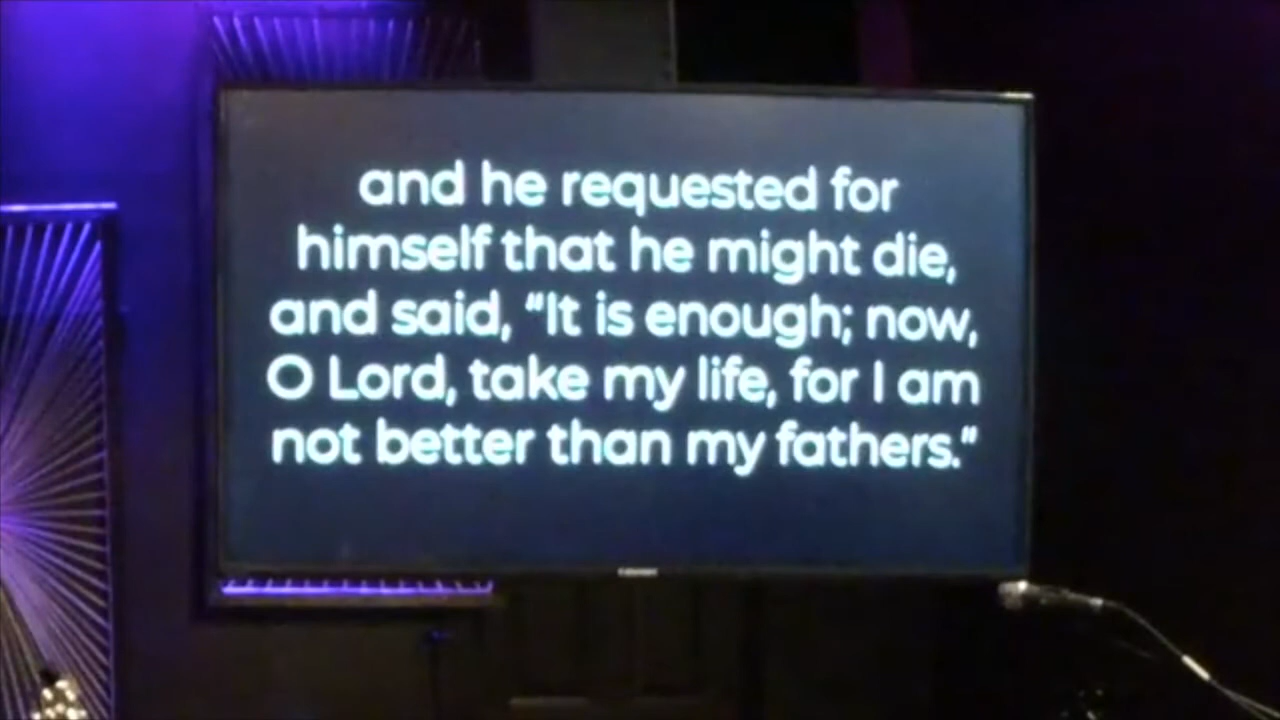 and he requested for
himself that he might die,
and said, "It is enough; now,
O Lord, take my life, for I am
not better than my fathers."